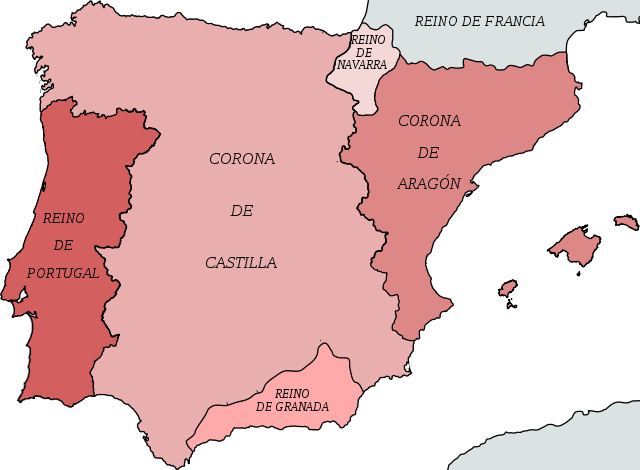 REINO DE FRANCIA
REINO
DE
NAVARRA
CORONA
DE
ARAGÓN
CORONA
DE
CASTILLA
REINO
DE
PORTUGAL
REINO
DE GRANADA